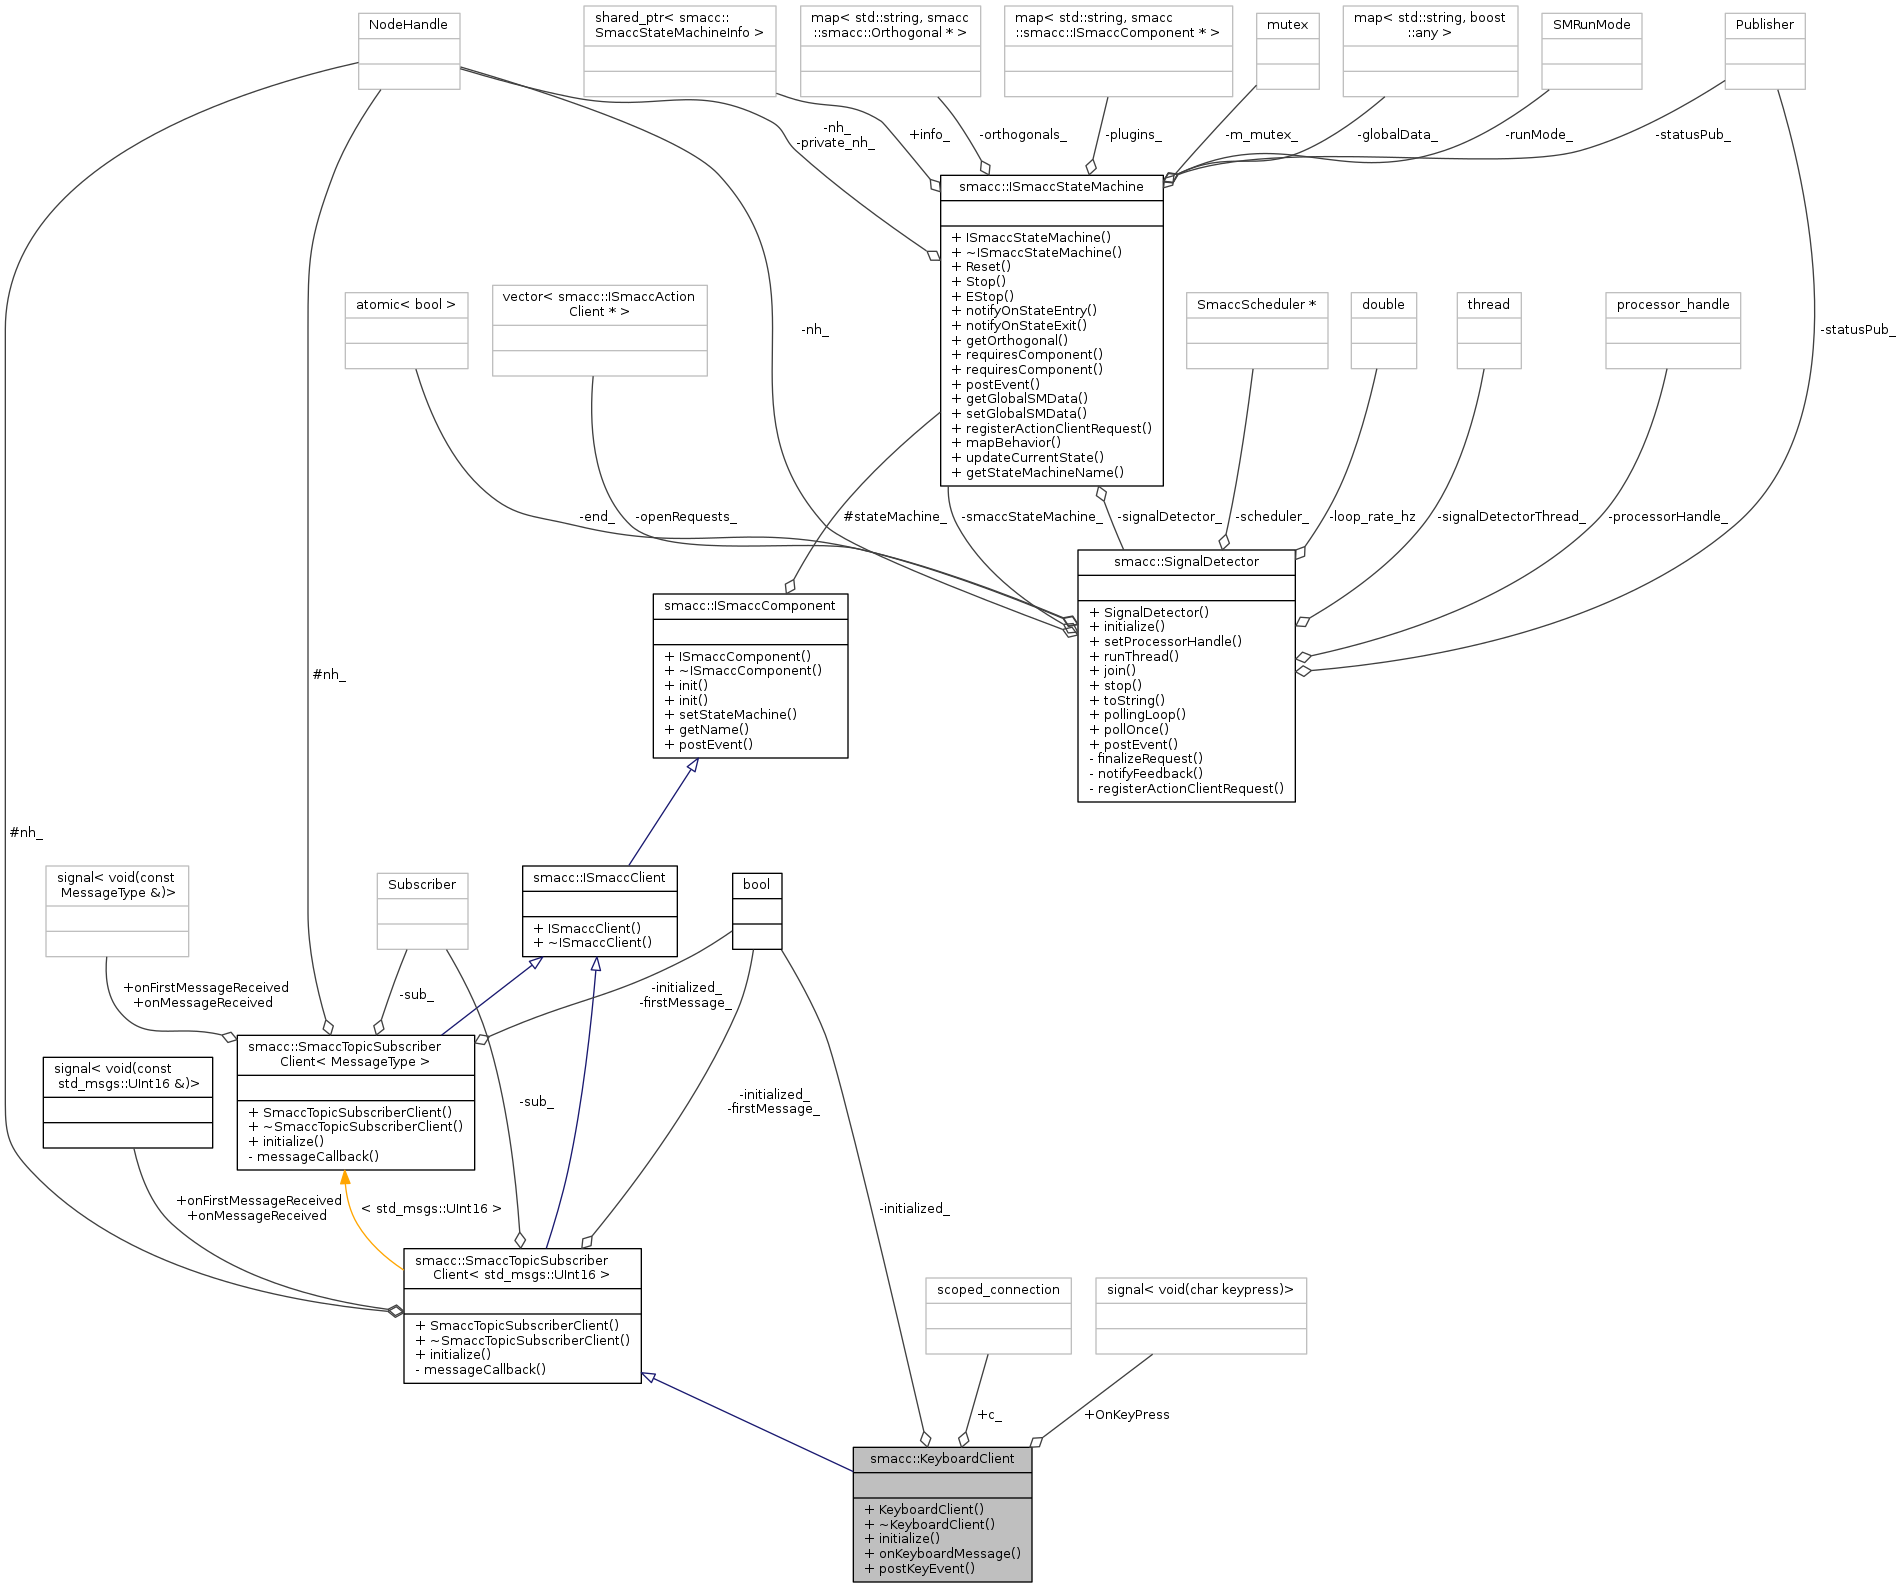 NodeHandle
shared_ptr< smacc::
SmaccStateMachineInfo >
map< std::string, smacc
::smacc::Orthogonal * >
map< std::string, smacc
::smacc::ISmaccComponent * >
mutex
map< std::string, boost
::any >
SMRunMode
Publisher
-nh_
-private_nh_
+info_
-orthogonals_
-plugins_
-m_mutex_
-globalData_
-runMode_
-statusPub_
smacc::ISmaccStateMachine
+ ISmaccStateMachine()
+ ~ISmaccStateMachine()
+ Reset()
+ Stop()
+ EStop()
+ notifyOnStateEntry()
+ notifyOnStateExit()
+ getOrthogonal()
+ requiresComponent()
+ requiresComponent()
+ postEvent()
+ getGlobalSMData()
+ setGlobalSMData()
+ registerActionClientRequest()
+ mapBehavior()
+ updateCurrentState()
+ getStateMachineName()
atomic< bool >
vector< smacc::ISmaccAction
Client * >
-nh_
SmaccScheduler *
double
thread
processor_handle
-statusPub_
-end_
-openRequests_
#stateMachine_
-smaccStateMachine_
-signalDetector_
-scheduler_
-loop_rate_hz
-signalDetectorThread_
-processorHandle_
smacc::SignalDetector
+ SignalDetector()
+ initialize()
+ setProcessorHandle()
+ runThread()
+ join()
+ stop()
+ toString()
+ pollingLoop()
+ pollOnce()
+ postEvent()
- finalizeRequest()
- notifyFeedback()
- registerActionClientRequest()
smacc::ISmaccComponent
+ ISmaccComponent()
+ ~ISmaccComponent()
+ init()
+ init()
+ setStateMachine()
+ getName()
+ postEvent()
#nh_
#nh_
signal< void(const
MessageType &)>
Subscriber
smacc::ISmaccClient
+ ISmaccClient()
+ ~ISmaccClient()
bool
+onFirstMessageReceived
+onMessageReceived
-sub_
-initialized_
-firstMessage_
smacc::SmaccTopicSubscriber
Client< MessageType >
+ SmaccTopicSubscriberClient()
+ ~SmaccTopicSubscriberClient()
+ initialize()
- messageCallback()
signal< void(const
std_msgs::UInt16 &)>
-sub_
-initialized_
-firstMessage_
+onFirstMessageReceived
+onMessageReceived
< std_msgs::UInt16 >
-initialized_
smacc::SmaccTopicSubscriber
Client< std_msgs::UInt16 >
+ SmaccTopicSubscriberClient()
+ ~SmaccTopicSubscriberClient()
+ initialize()
- messageCallback()
scoped_connection
signal< void(char keypress)>
+c_
+OnKeyPress
smacc::KeyboardClient
+ KeyboardClient()
+ ~KeyboardClient()
+ initialize()
+ onKeyboardMessage()
+ postKeyEvent()